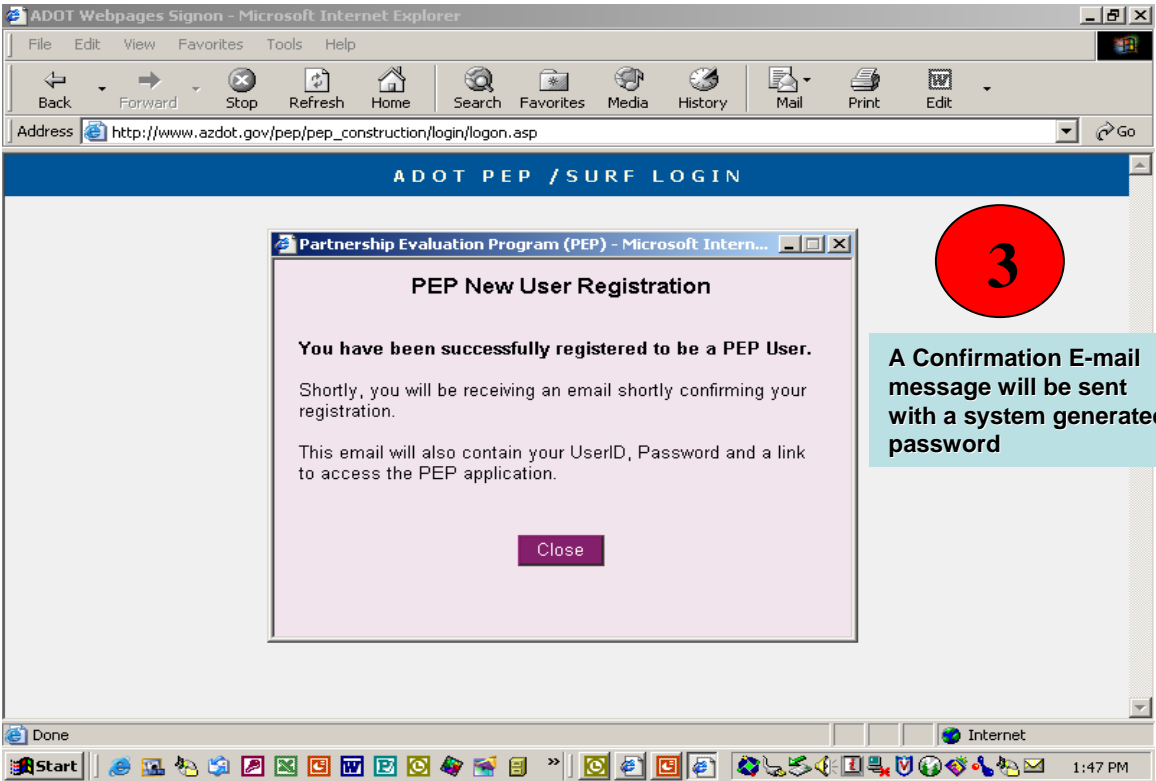 ADOT Webpages Signon - Microsoft Internet Explorer
File Edit View Favorites Tools Help
Back Forward Stop Refresh Home Search Favorites Media History Mail Print Edit
Address http://www.azdot.gov/pep/pep_construction/login/logon.asp Go
ADOT PEP /SURF LOGIN
Partnership Evaluation Program (PEP) - Microsoft Intern...
PEP New User Registration
You have been successfully registered to be a PEP User.
Shortly, you will be receiving an email shortly confirming your
registration.
This email will also contain your UserID, Password and a link
to access the PEP application.
Close
3
A Confirmation E-mail
message will be sent
with a system generated
password
Done Internet
Start 1:47 PM